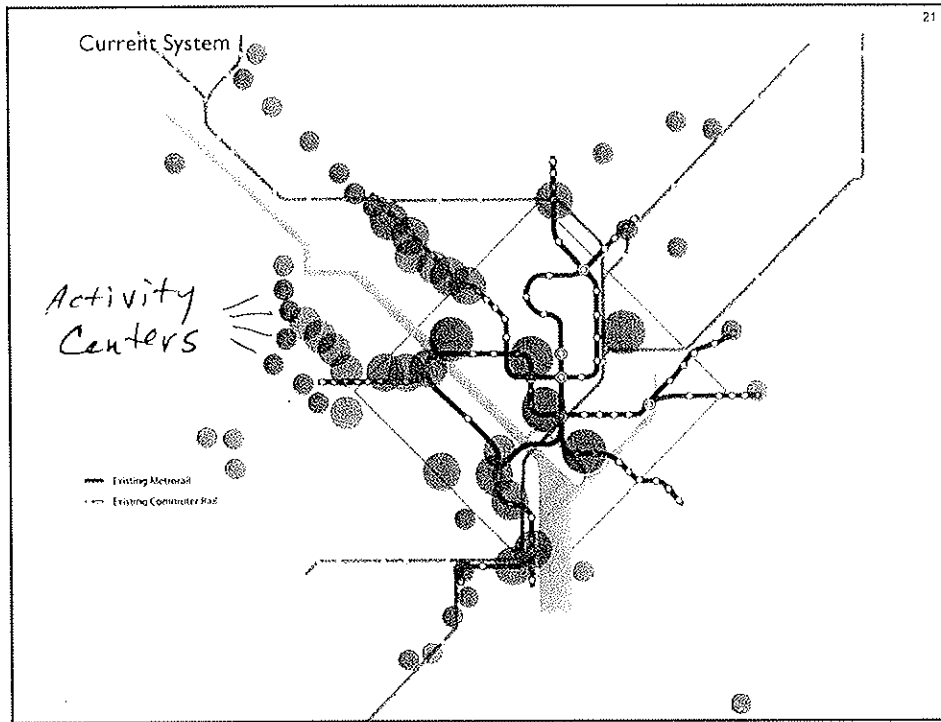 21
Current System
Activity
Centers
Existing Metrorail
Existing Commuter Rail